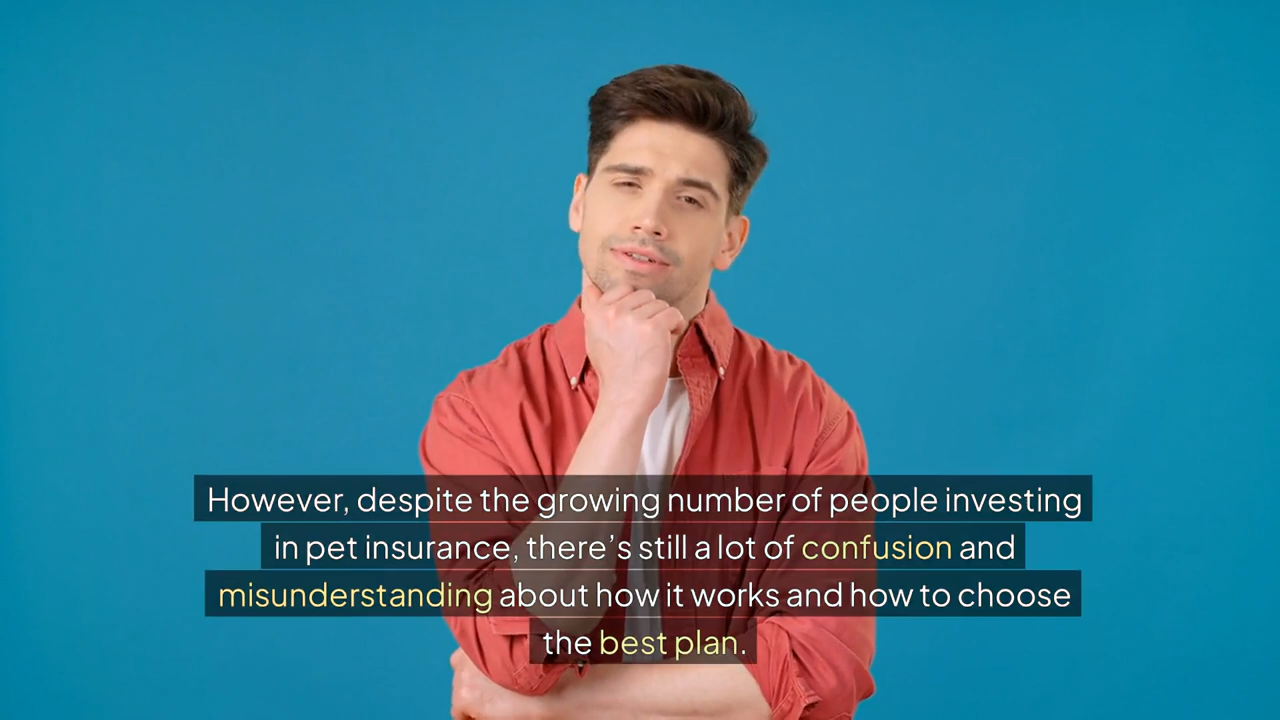 However, despite the growing number of people investing
in pet insurance, there’s still a lot of confusion and
misunderstanding about how it works and how to choose
the best plan.